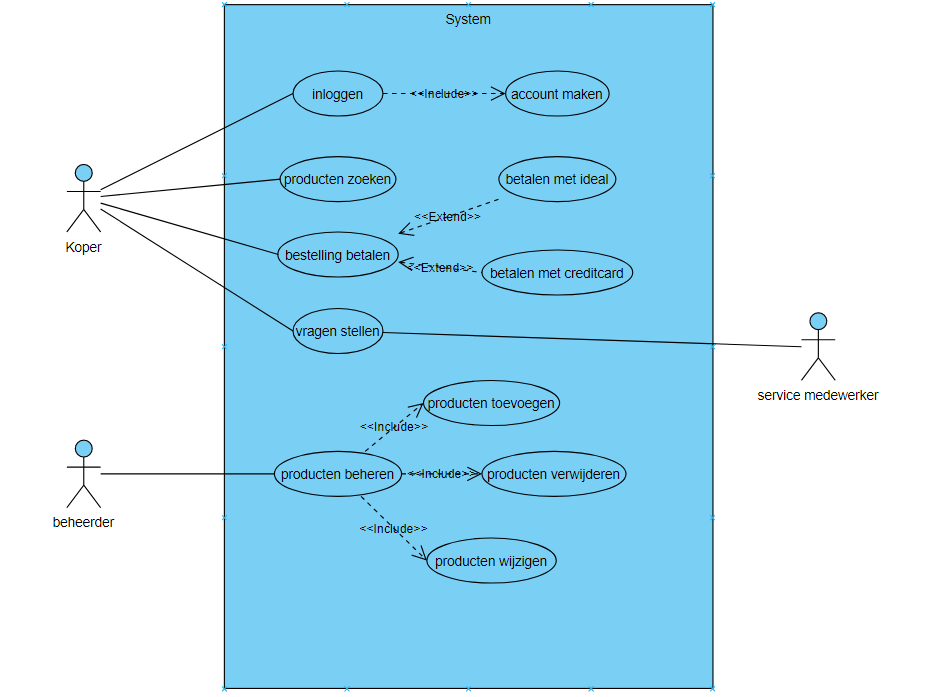 System
inloggen
<<Include>>
account maken
producten zoeken
betalen met ideal
<<Extend>>
Koper
bestelling betalen
<<Extend>>
betalen met creditcard
vragen stellen
service medewerker
producten toevoegen
<<Include>>
producten beheren
<<Include>>
producten verwijderen
beheerder
<<Include>>
producten wijzigen